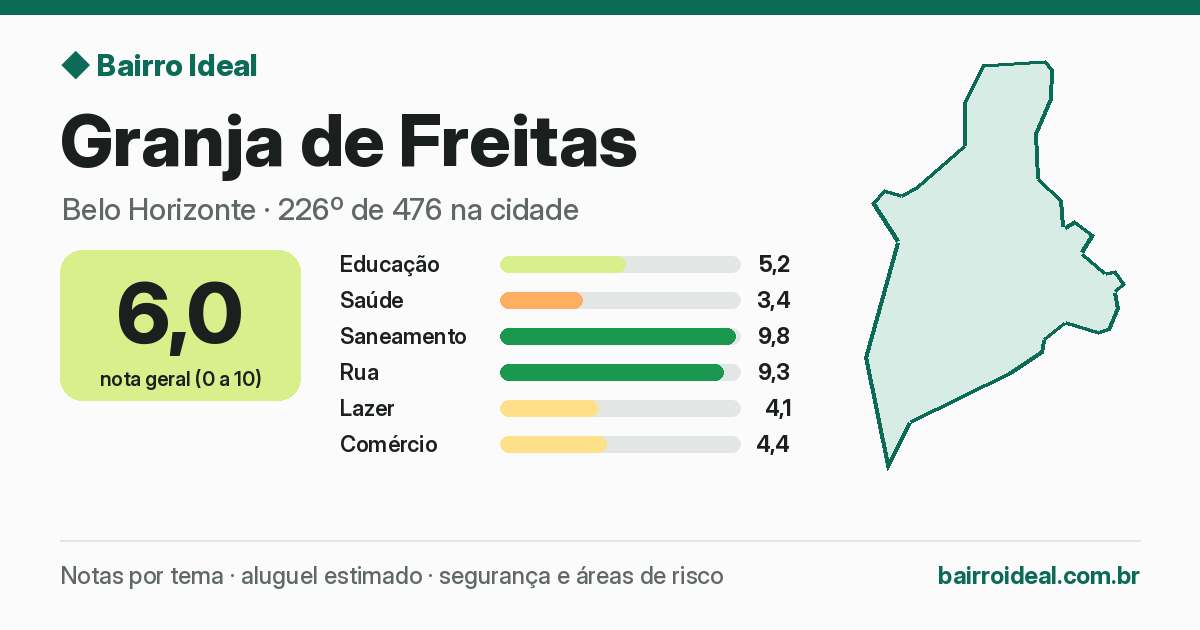 Bairro Ideal
Granja de Freitas
Belo Horizonte · 226º de 476 na cidade
6,0
nota geral (0 a 10)
Educação 5,2
Saúde 3,4
Saneamento 9,8
Rua 9,3
Lazer 4,1
Comércio 4,4
Notas por tema · aluguel estimado · segurança e áreas de risco
bairroideal.com.br